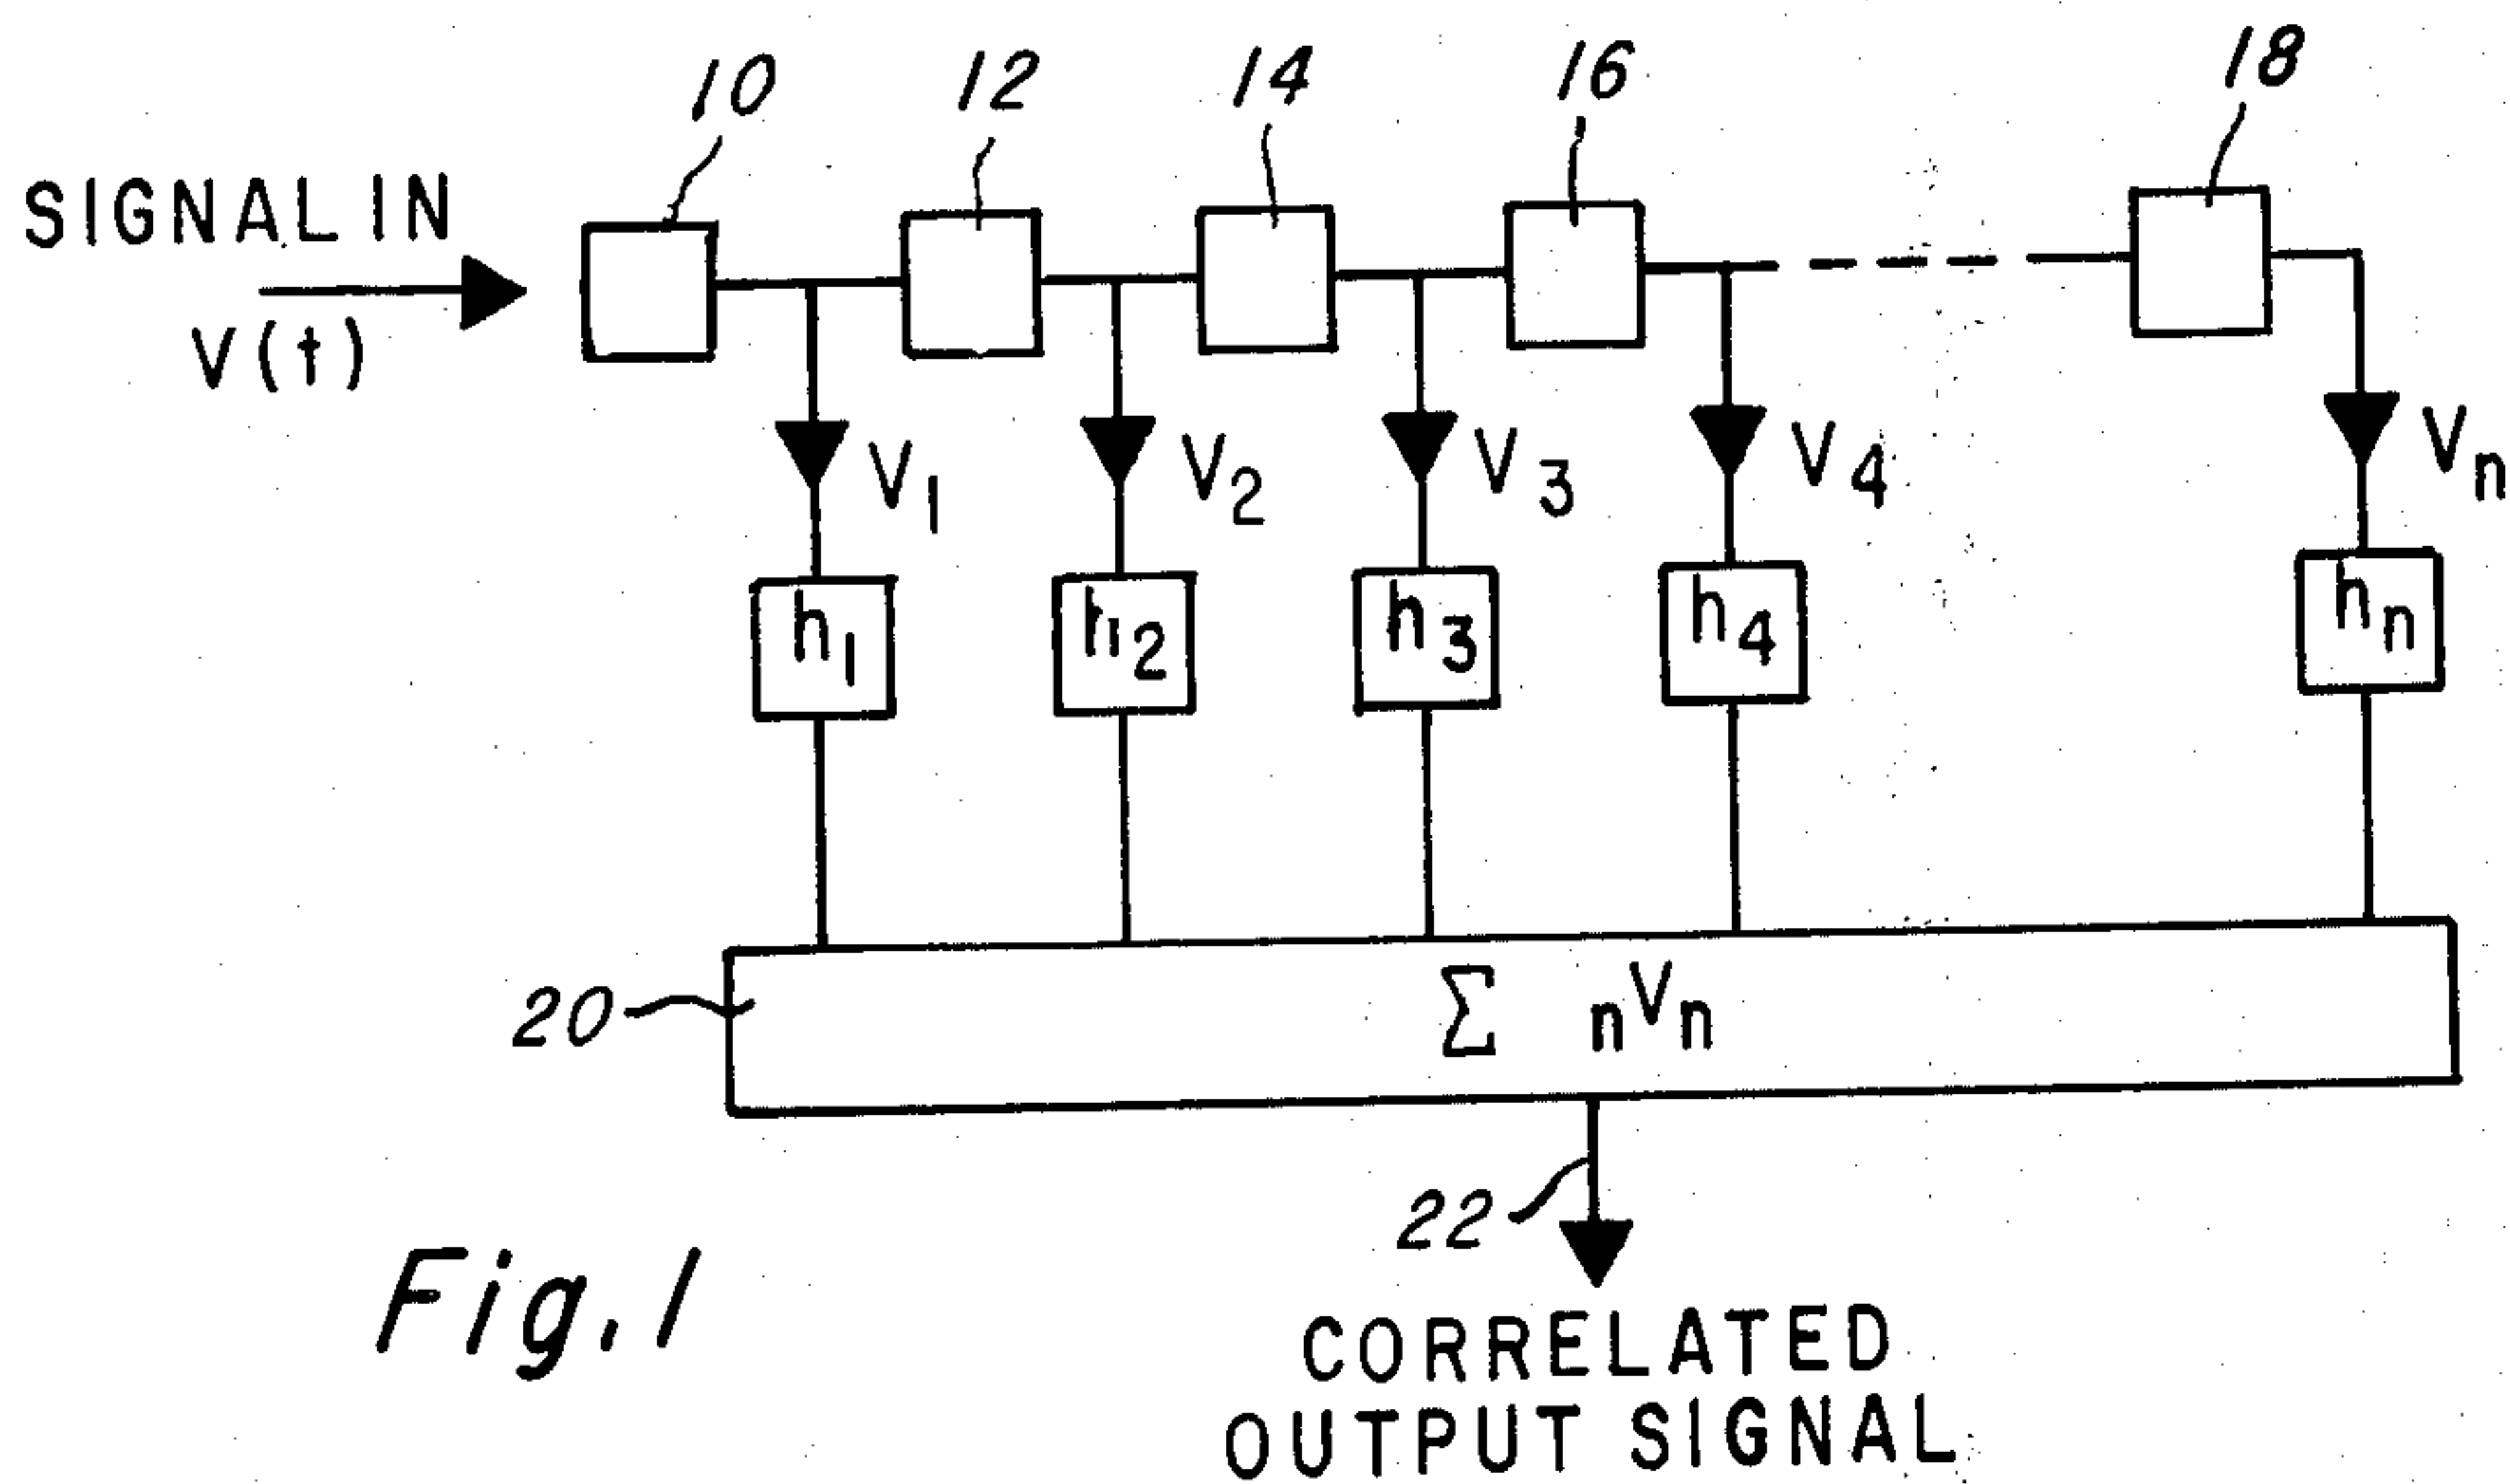 10 12 14 16 18
SIGNAL IN
V(t)
V1 V2 V3 V4 Vn
h1 h2 h3 h4 hn
20 Σ nVn
22
Fig. 1
CORRELATED
OUTPUT SIGNAL